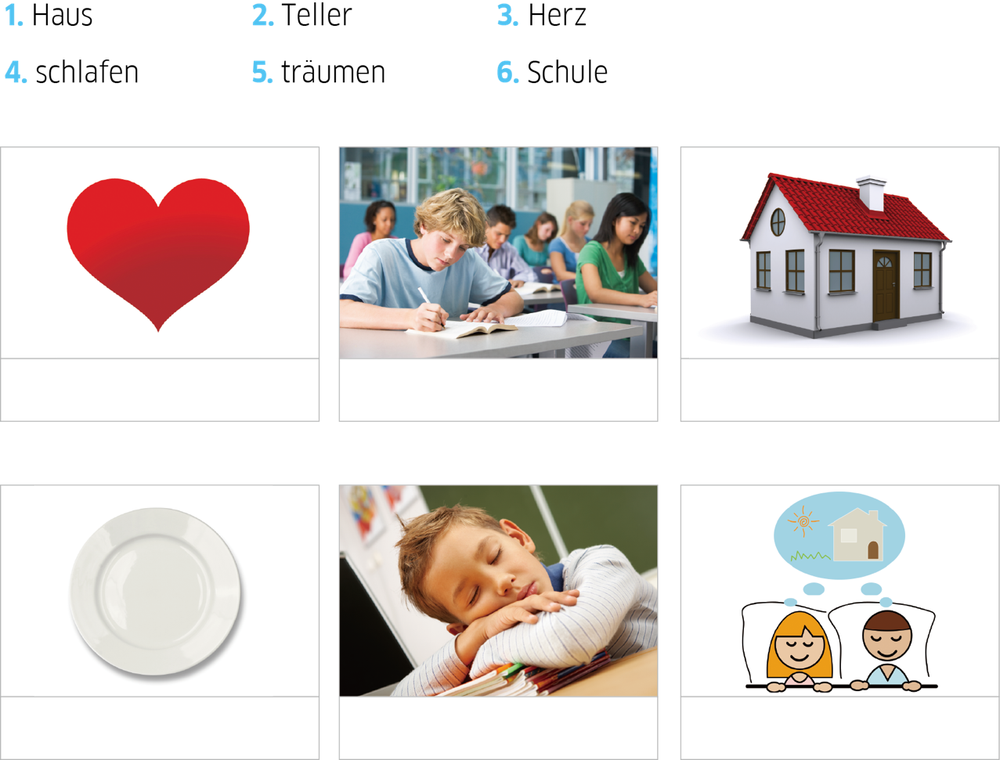 1. Haus 2. Teller 3. Herz
4. schlafen 5. träumen 6. Schule